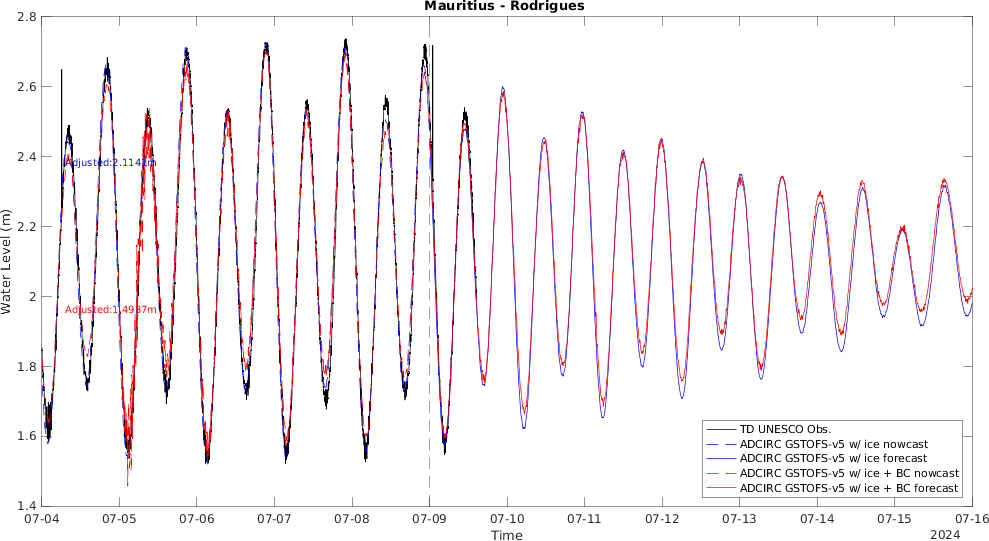 Mauritius - Rodrigues
2.8
2.6
2.4
2.2
2
1.8
1.6
1.4
Water Level (m)
Adjusted:2.1142m
Adjusted:1.4937m
TD UNESCO Obs.
ADCIRC GSTOFS-v5 w/ ice nowcast
ADCIRC GSTOFS-v5 w/ ice forecast
ADCIRC GSTOFS-v5 w/ ice + BC nowcast
ADCIRC GSTOFS-v5 w/ ice + BC forecast
07-04 07-05 07-06 07-07 07-08 07-09 07-10 07-11 07-12 07-13 07-14 07-15 07-16
Time
2024